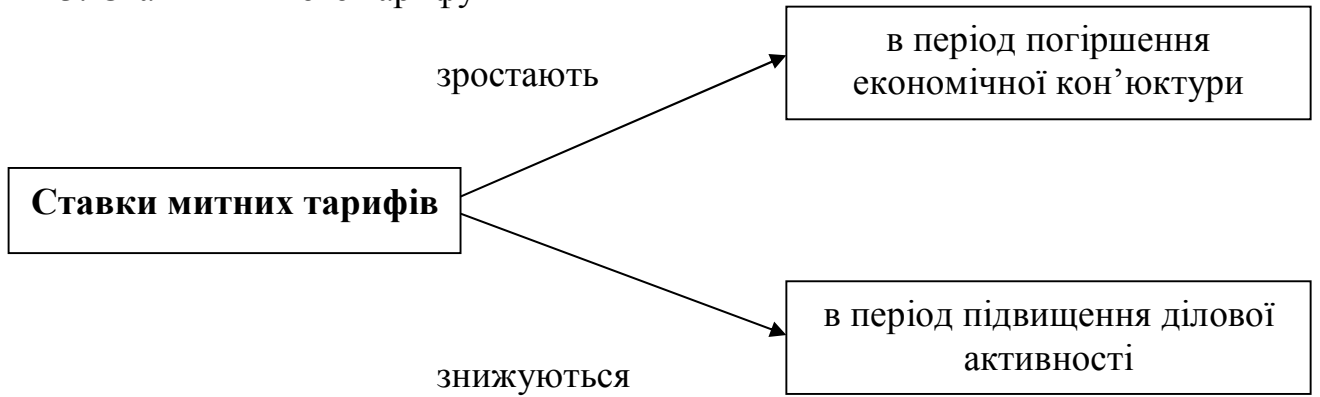 в період погіршення
економічної кон’юктури
зростають
Ставки митних тарифів
в період підвищення ділової
активності
знижуються